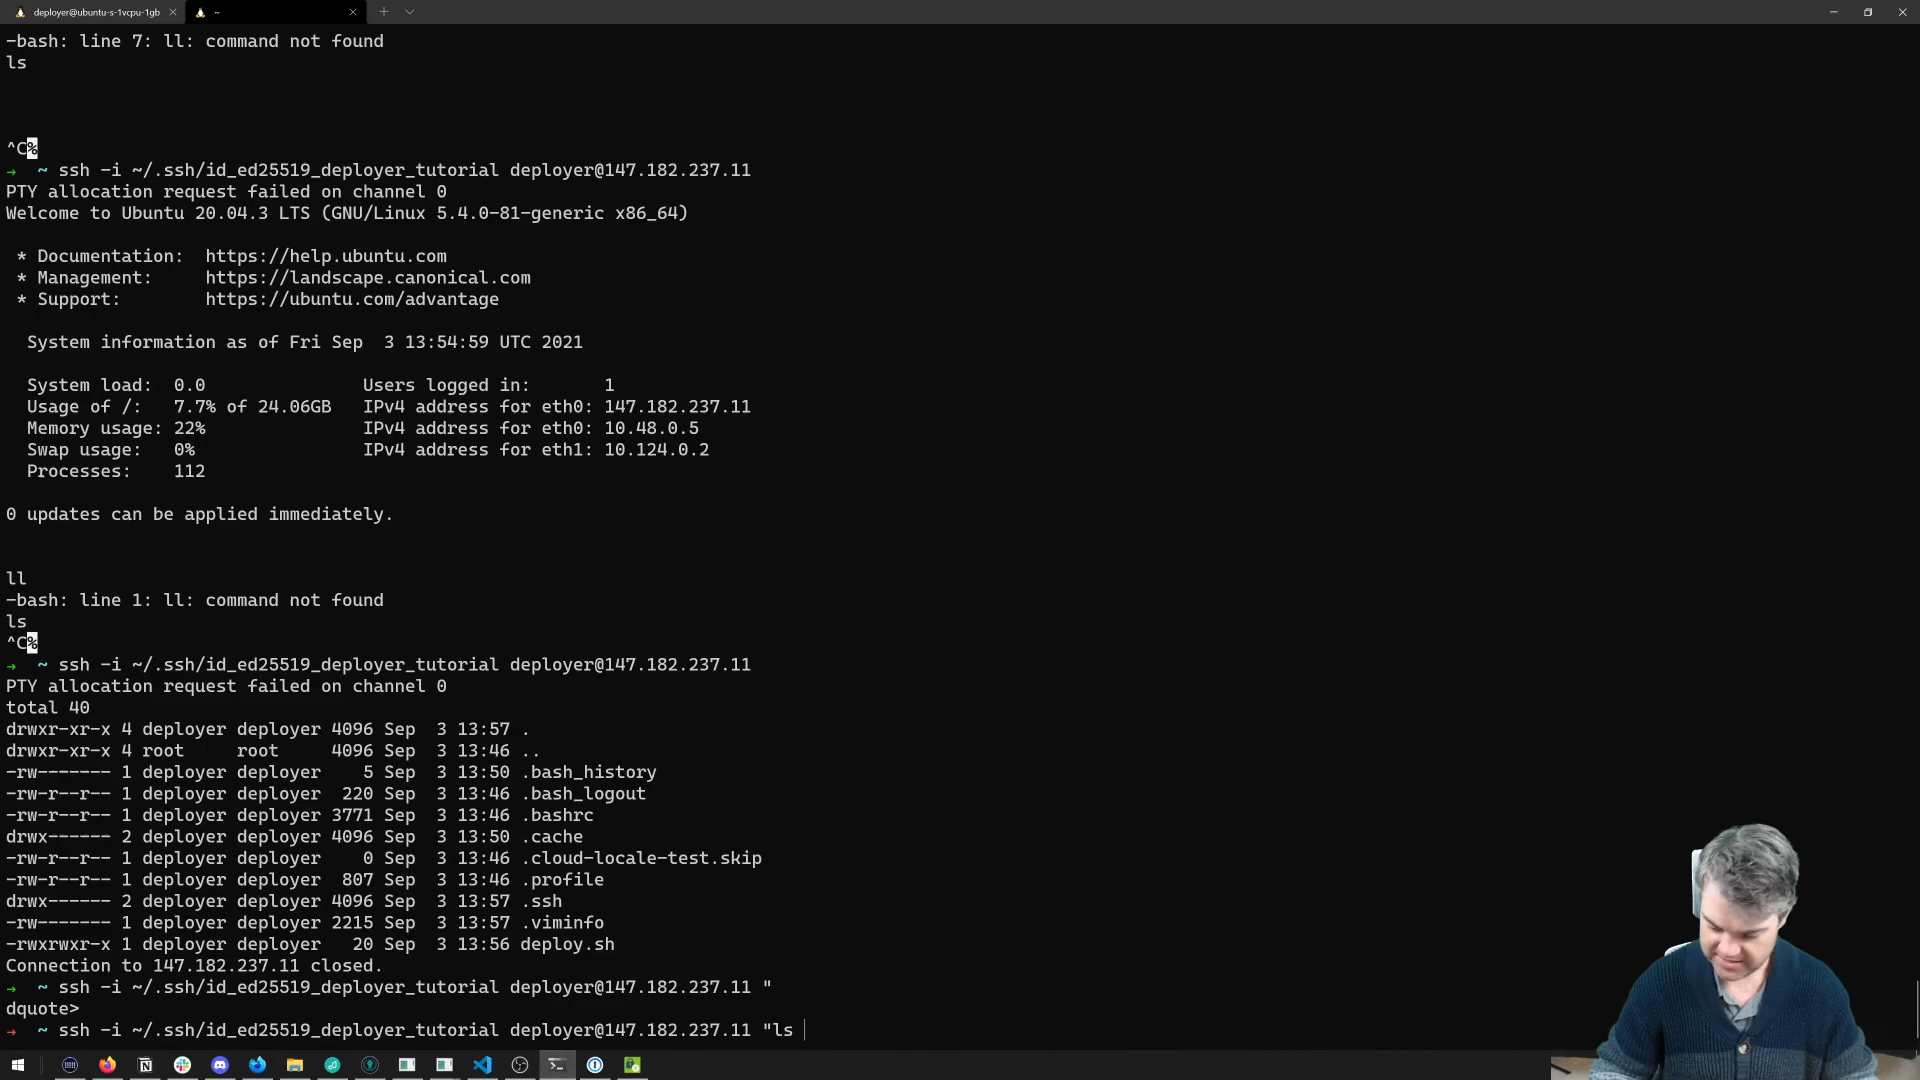 deployer@ubuntu-s-1vcpu-1gb
~
-bash: line 7: ll: command not found
ls
^C%
→ ~ ssh -i ~/.ssh/id_ed25519_deployer_tutorial deployer@147.182.237.11
PTY allocation request failed on channel 0
Welcome to Ubuntu 20.04.3 LTS (GNU/Linux 5.4.0-81-generic x86_64)
* Documentation: https://help.ubuntu.com
* Management: https://landscape.canonical.com
* Support: https://ubuntu.com/advantage
System information as of Fri Sep 3 13:54:59 UTC 2021
System load: 0.0 Users logged in: 1
Usage of /: 7.7% of 24.06GB IPv4 address for eth0: 147.182.237.11
Memory usage: 22% IPv4 address for eth0: 10.48.0.5
Swap usage: 0% IPv4 address for eth1: 10.124.0.2
Processes: 112
0 updates can be applied immediately.
ll
-bash: line 1: ll: command not found
ls
^C%
→ ~ ssh -i ~/.ssh/id_ed25519_deployer_tutorial deployer@147.182.237.11
PTY allocation request failed on channel 0
total 40
drwxr-xr-x 4 deployer deployer 4096 Sep 3 13:57 .
drwxr-xr-x 4 root root 4096 Sep 3 13:46 ..
-rw------- 1 deployer deployer 5 Sep 3 13:50 .bash_history
-rw-r--r-- 1 deployer deployer 220 Sep 3 13:46 .bash_logout
-rw-r--r-- 1 deployer deployer 3771 Sep 3 13:46 .bashrc
drwx------ 2 deployer deployer 4096 Sep 3 13:50 .cache
-rw-r--r-- 1 deployer deployer 0 Sep 3 13:46 .cloud-locale-test.skip
-rw-r--r-- 1 deployer deployer 807 Sep 3 13:46 .profile
drwx------ 2 deployer deployer 4096 Sep 3 13:57 .ssh
-rw------- 1 deployer deployer 2215 Sep 3 13:57 .viminfo
-rwxrwxr-x 1 deployer deployer 20 Sep 3 13:56 deploy.sh
Connection to 147.182.237.11 closed.
→ ~ ssh -i ~/.ssh/id_ed25519_deployer_tutorial deployer@147.182.237.11 "
dquote>
→ ~ ssh -i ~/.ssh/id_ed25519_deployer_tutorial deployer@147.182.237.11 "ls